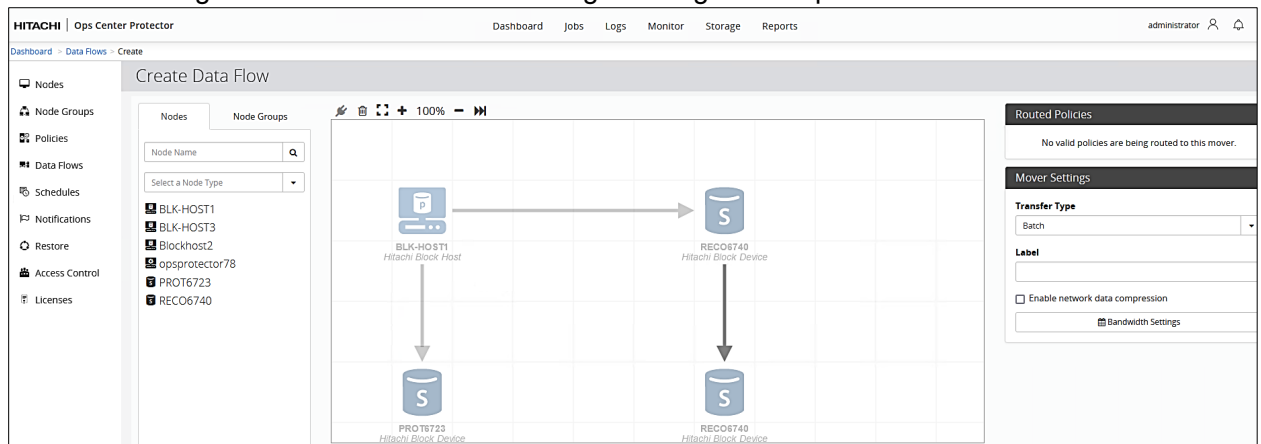 HITACHI Ops Center Protector
Dashboard Jobs Logs Monitor Storage Reports
administrator
Dashboard > Data Flows > Create
Create Data Flow
Nodes
Node Groups
Policies
Data Flows
Schedules
Notifications
Restore
Access Control
Licenses
Nodes Node Groups
Node Name
Select a Node Type
BLK-HOST1
BLK-HOST3
Blockhost2
opsprotector78
PROT6723
RECO6740
100%
P
BLK-HOST1
Hitachi Block Host
S
RECO6740
Hitachi Block Device
S
PROT6723
Hitachi Block Device
S
RECO6740
Hitachi Block Device
Routed Policies
No valid policies are being routed to this mover.
Mover Settings
Transfer Type
Batch
Label
Enable network data compression
Bandwidth Settings